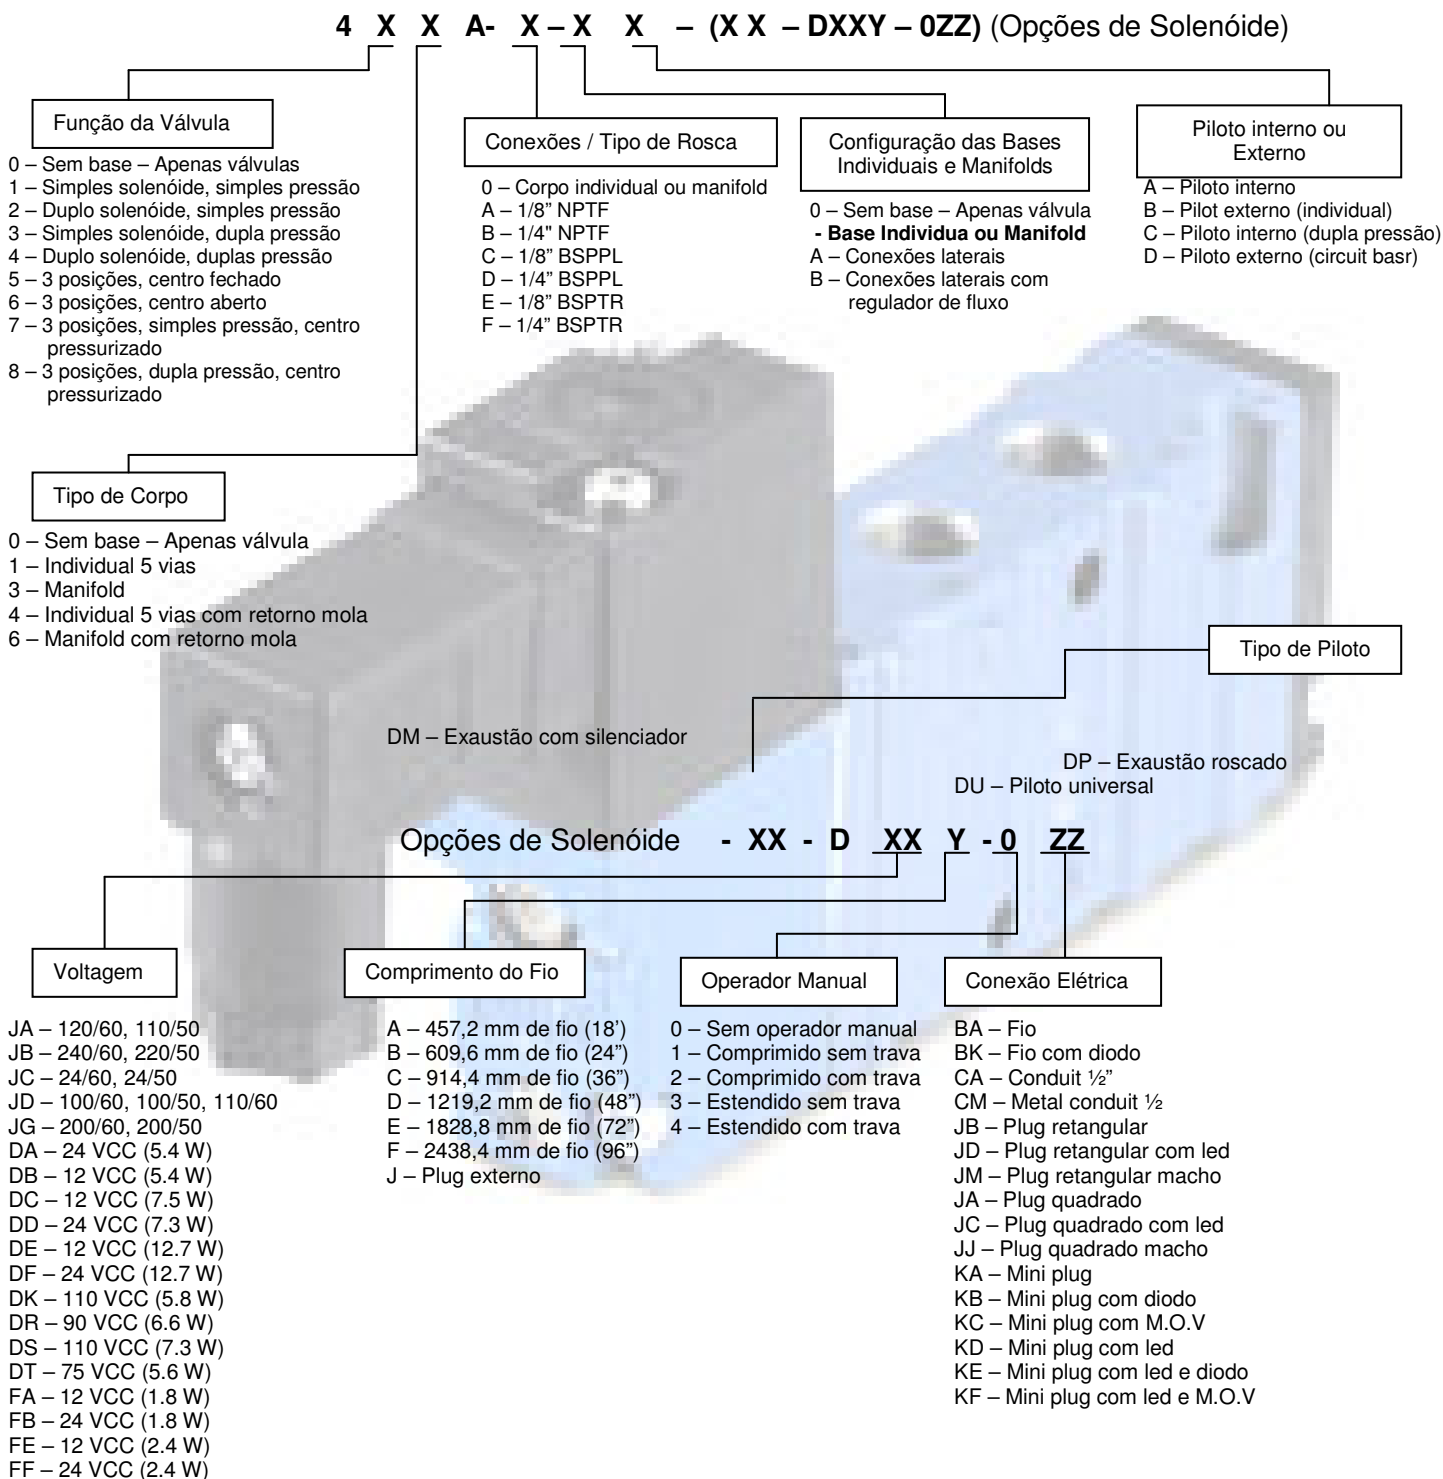 4 X X A- X – X X – (X X – DXXY – 0ZZ) (Opções de Solenóide)
Função da Válvula
0 – Sem base – Apenas válvulas
1 – Simples solenóide, simples pressão
2 – Duplo solenóide, simples pressão
3 – Simples solenóide, dupla pressão
4 – Duplo solenóide, duplas pressão
5 – 3 posições, centro fechado
6 – 3 posições, centro aberto
7 – 3 posições, simples pressão, centro
pressurizado
8 – 3 posições, dupla pressão, centro
pressurizado
Conexões / Tipo de Rosca
0 – Corpo individual ou manifold
A – 1/8” NPTF
B – 1/4" NPTF
C – 1/8” BSPPL
D – 1/4” BSPPL
E – 1/8” BSPTR
F – 1/4” BSPTR
Configuração das Bases
Individuais e Manifolds
0 – Sem base – Apenas válvula
- Base Individua ou Manifold
A – Conexões laterais
B – Conexões laterais com
regulador de fluxo
Piloto interno ou
Externo
A – Piloto interno
B – Pilot externo (individual)
C – Piloto interno (dupla pressão)
D – Piloto externo (circuit basr)
Tipo de Corpo
0 – Sem base – Apenas válvula
1 – Individual 5 vias
3 – Manifold
4 – Individual 5 vias com retorno mola
6 – Manifold com retorno mola
Tipo de Piloto
DM – Exaustão com silenciador
DP – Exaustão roscado
DU – Piloto universal
Opções de Solenóide - XX - D XX Y - 0 ZZ
Voltagem
JA – 120/60, 110/50
JB – 240/60, 220/50
JC – 24/60, 24/50
JD – 100/60, 100/50, 110/60
JG – 200/60, 200/50
DA – 24 VCC (5.4 W)
DB – 12 VCC (5.4 W)
DC – 12 VCC (7.5 W)
DD – 24 VCC (7.3 W)
DE – 12 VCC (12.7 W)
DF – 24 VCC (12.7 W)
DK – 110 VCC (5.8 W)
DR – 90 VCC (6.6 W)
DS – 110 VCC (7.3 W)
DT – 75 VCC (5.6 W)
FA – 12 VCC (1.8 W)
FB – 24 VCC (1.8 W)
FE – 12 VCC (2.4 W)
FF – 24 VCC (2.4 W)
Comprimento do Fio
A – 457,2 mm de fio (18’)
B – 609,6 mm de fio (24”)
C – 914,4 mm de fio (36”)
D – 1219,2 mm de fio (48”)
E – 1828,8 mm de fio (72”)
F – 2438,4 mm de fio (96”)
J – Plug externo
Operador Manual
0 – Sem operador manual
1 – Comprimido sem trava
2 – Comprimido com trava
3 – Estendido sem trava
4 – Estendido com trava
Conexão Elétrica
BA – Fio
BK – Fio com diodo
CA – Conduit ½”
CM – Metal conduit ½
JB – Plug retangular
JD – Plug retangular com led
JM – Plug retangular macho
JA – Plug quadrado
JC – Plug quadrado com led
JJ – Plug quadrado macho
KA – Mini plug
KB – Mini plug com diodo
KC – Mini plug com M.O.V
KD – Mini plug com led
KE – Mini plug com led e diodo
KF – Mini plug com led e M.O.V